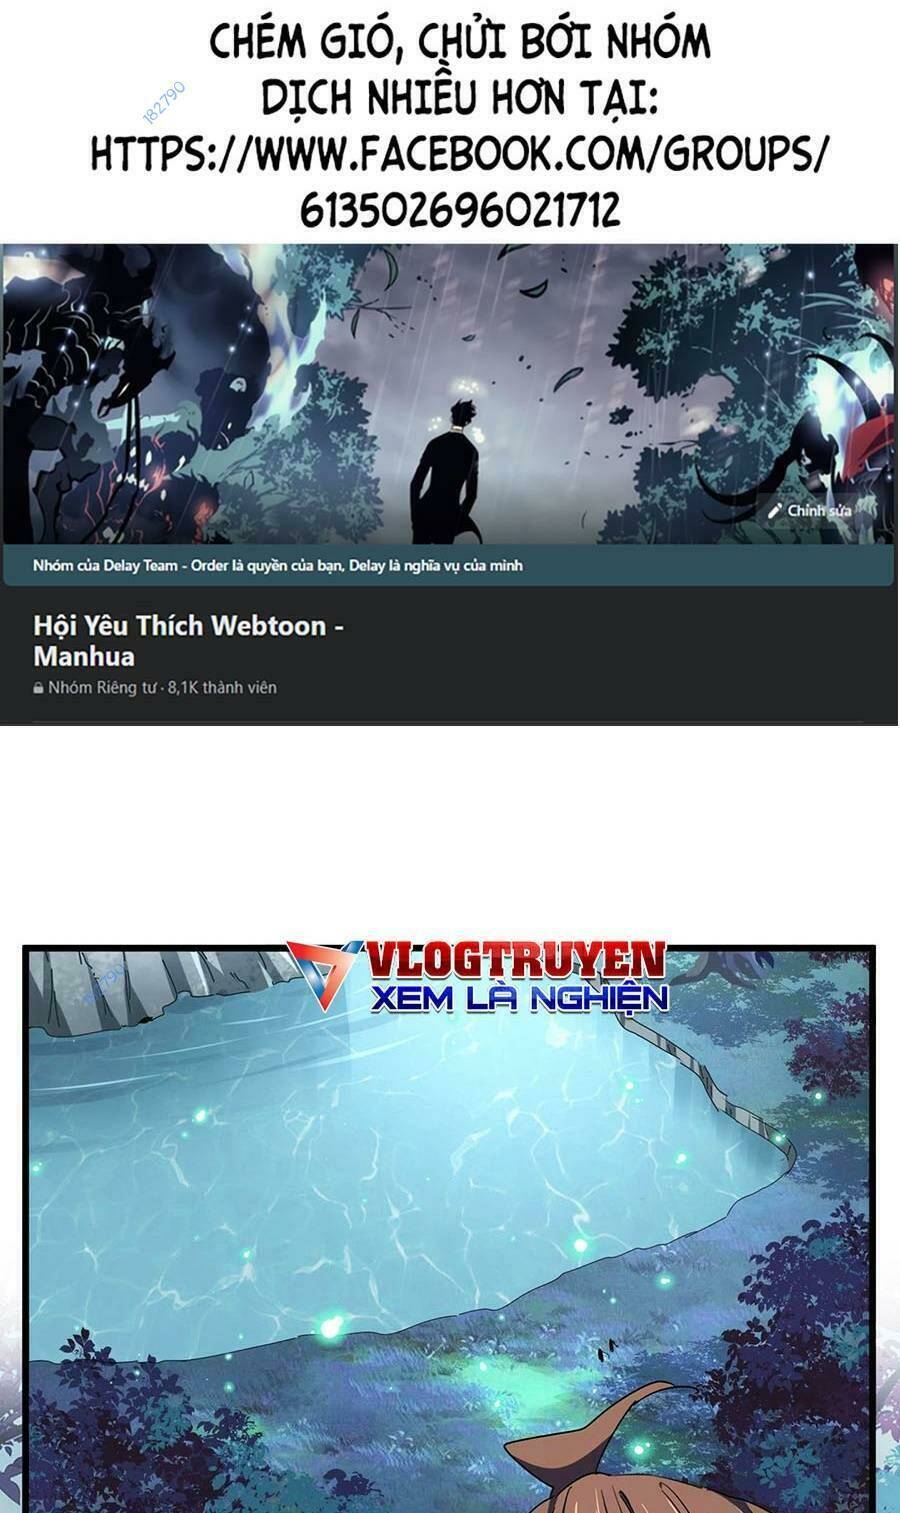 CHÉM GIÓ, CHỬI BỚI NHÓM
DỊCH NHIỀU HƠN TẠI:
HTTPS://WWW.FACEBOOK.COM/GROUPS/
613502696021712
182790
Chỉnh sửa
Nhóm của Delay Team - Order là quyền của bạn, Delay là nghĩa vụ của mình
Hội Yêu Thích Webtoon -
Manhua
Nhóm Riêng tư · 8,1K thành viên
VLOGTRUYEN
XEM LÀ NGHIỆN
182790